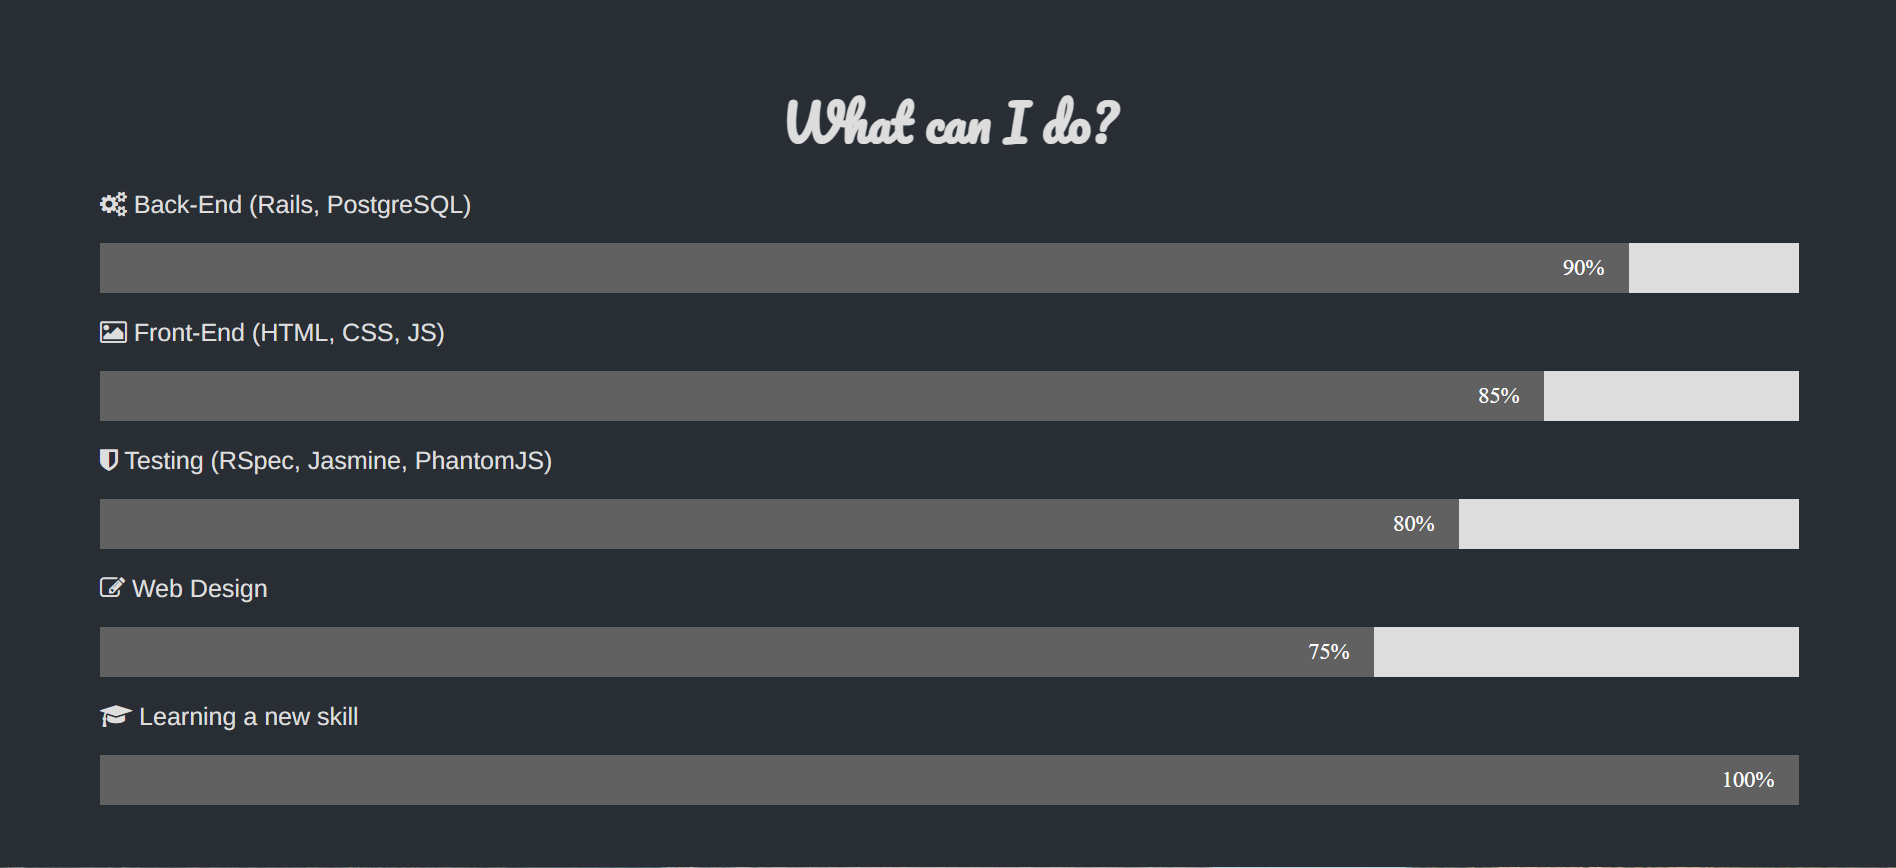 What can I do?
Back-End (Rails, PostgreSQL)
90%
Front-End (HTML, CSS, JS)
85%
Testing (RSpec, Jasmine, PhantomJS)
80%
Web Design
75%
Learning a new skill
100%